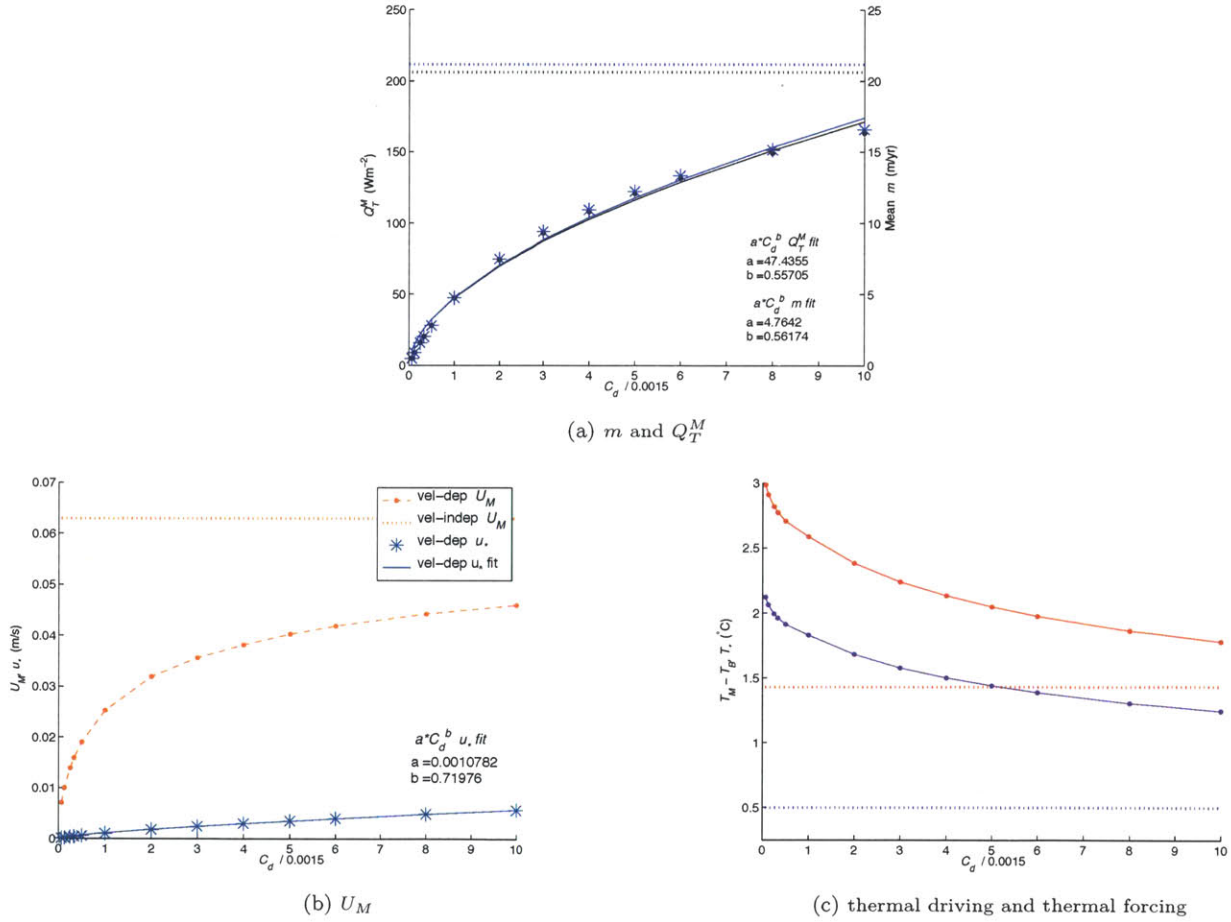 250
200
150
100
50
0
Q_T^M (Wm⁻²)
25
20
15
10
5
0
Mean m (m/yr)
a*C_d^b Q_T^M fit
a =47.4355
b =0.55705
a*C_d^b m fit
a =4.7642
b =0.56174
0 1 2 3 4 5 6 7 8 9 10
C_d / 0.0015
(a) m and Q_T^M
0.07
0.06
0.05
0.04
0.03
0.02
0.01
0
U_M, u_* (m/s)
vel-dep U_M
vel-indep U_M
vel-dep u_*
vel-dep u_* fit
a*C_d^b u_* fit
a =0.0010782
b =0.71976
0 1 2 3 4 5 6 7 8 9 10
C_d / 0.0015
(b) U_M
3
2.5
2
1.5
1
0.5
T_M − T_B, T_* (°C)
0 1 2 3 4 5 6 7 8 9 10
C_d / 0.0015
(c) thermal driving and thermal forcing